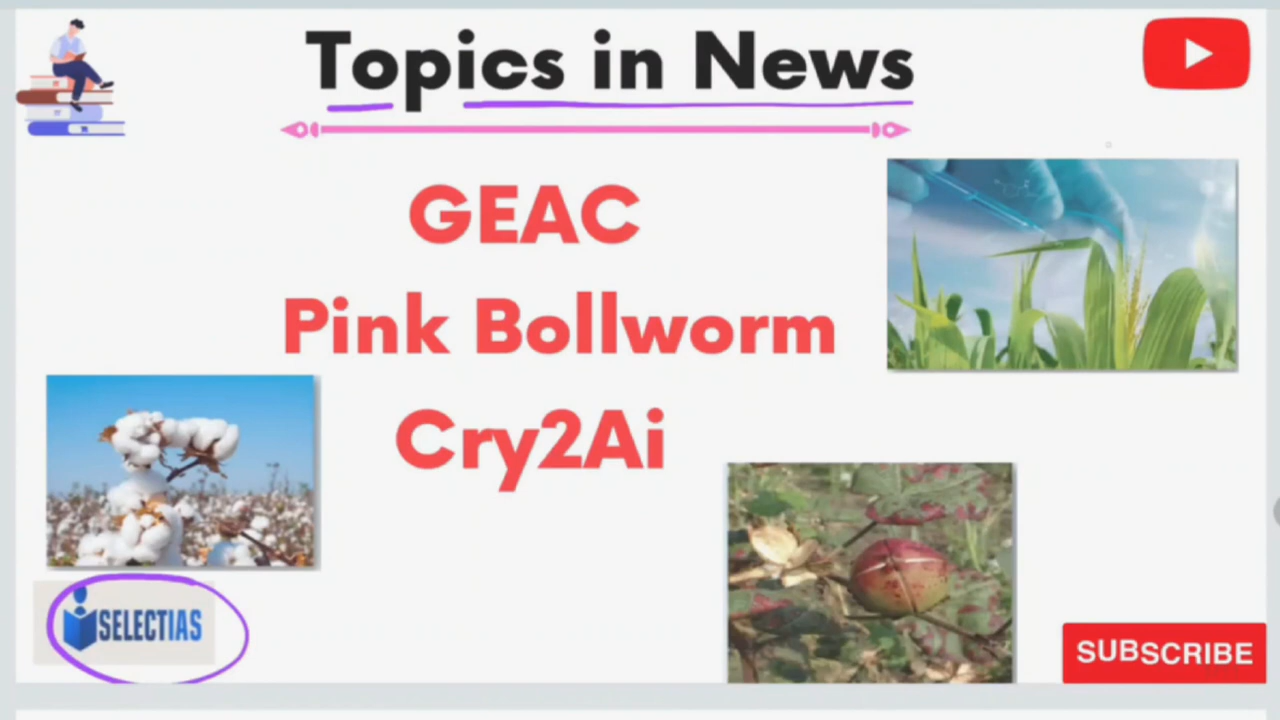 Topics in News
GEAC
Pink Bollworm
Cry2Ai
SELECTIAS
SUBSCRIBE